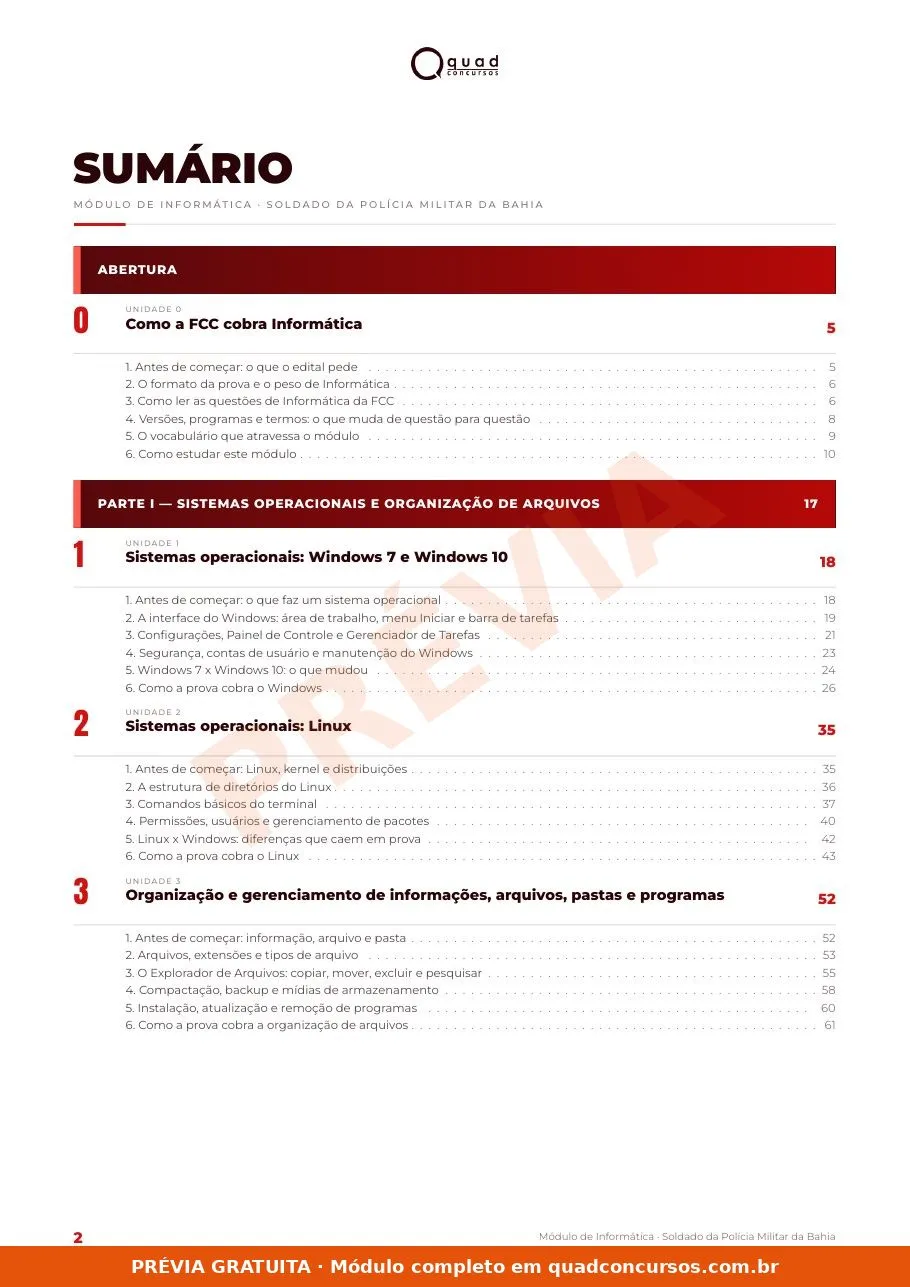 quad
concursos
SUMÁRIO
MÓDULO DE INFORMÁTICA · SOLDADO DA POLÍCIA MILITAR DA BAHIA
ABERTURA
0
UNIDADE 0
Como a FCC cobra Informática 5
1. Antes de começar: o que o edital pede 5
2. O formato da prova e o peso de Informática 6
3. Como ler as questões de Informática da FCC 6
4. Versões, programas e termos: o que muda de questão para questão 8
5. O vocabulário que atravessa o módulo 9
6. Como estudar este módulo 10
PARTE I — SISTEMAS OPERACIONAIS E ORGANIZAÇÃO DE ARQUIVOS 17
1
UNIDADE 1
Sistemas operacionais: Windows 7 e Windows 10 18
1. Antes de começar: o que faz um sistema operacional 18
2. A interface do Windows: área de trabalho, menu Iniciar e barra de tarefas 19
3. Configurações, Painel de Controle e Gerenciador de Tarefas 21
4. Segurança, contas de usuário e manutenção do Windows 23
5. Windows 7 x Windows 10: o que mudou 24
6. Como a prova cobra o Windows 26
2
UNIDADE 2
Sistemas operacionais: Linux 35
1. Antes de começar: Linux, kernel e distribuições 35
2. A estrutura de diretórios do Linux 36
3. Comandos básicos do terminal 37
4. Permissões, usuários e gerenciamento de pacotes 40
5. Linux x Windows: diferenças que caem em prova 42
6. Como a prova cobra o Linux 43
3
UNIDADE 3
Organização e gerenciamento de informações, arquivos, pastas e programas 52
1. Antes de começar: informação, arquivo e pasta 52
2. Arquivos, extensões e tipos de arquivo 53
3. O Explorador de Arquivos: copiar, mover, excluir e pesquisar 55
4. Compactação, backup e mídias de armazenamento 58
5. Instalação, atualização e remoção de programas 60
6. Como a prova cobra a organização de arquivos 61
PRÉVIA
2 Módulo de Informática · Soldado da Polícia Militar da Bahia
PRÉVIA GRATUITA · Módulo completo em quadconcursos.com.br